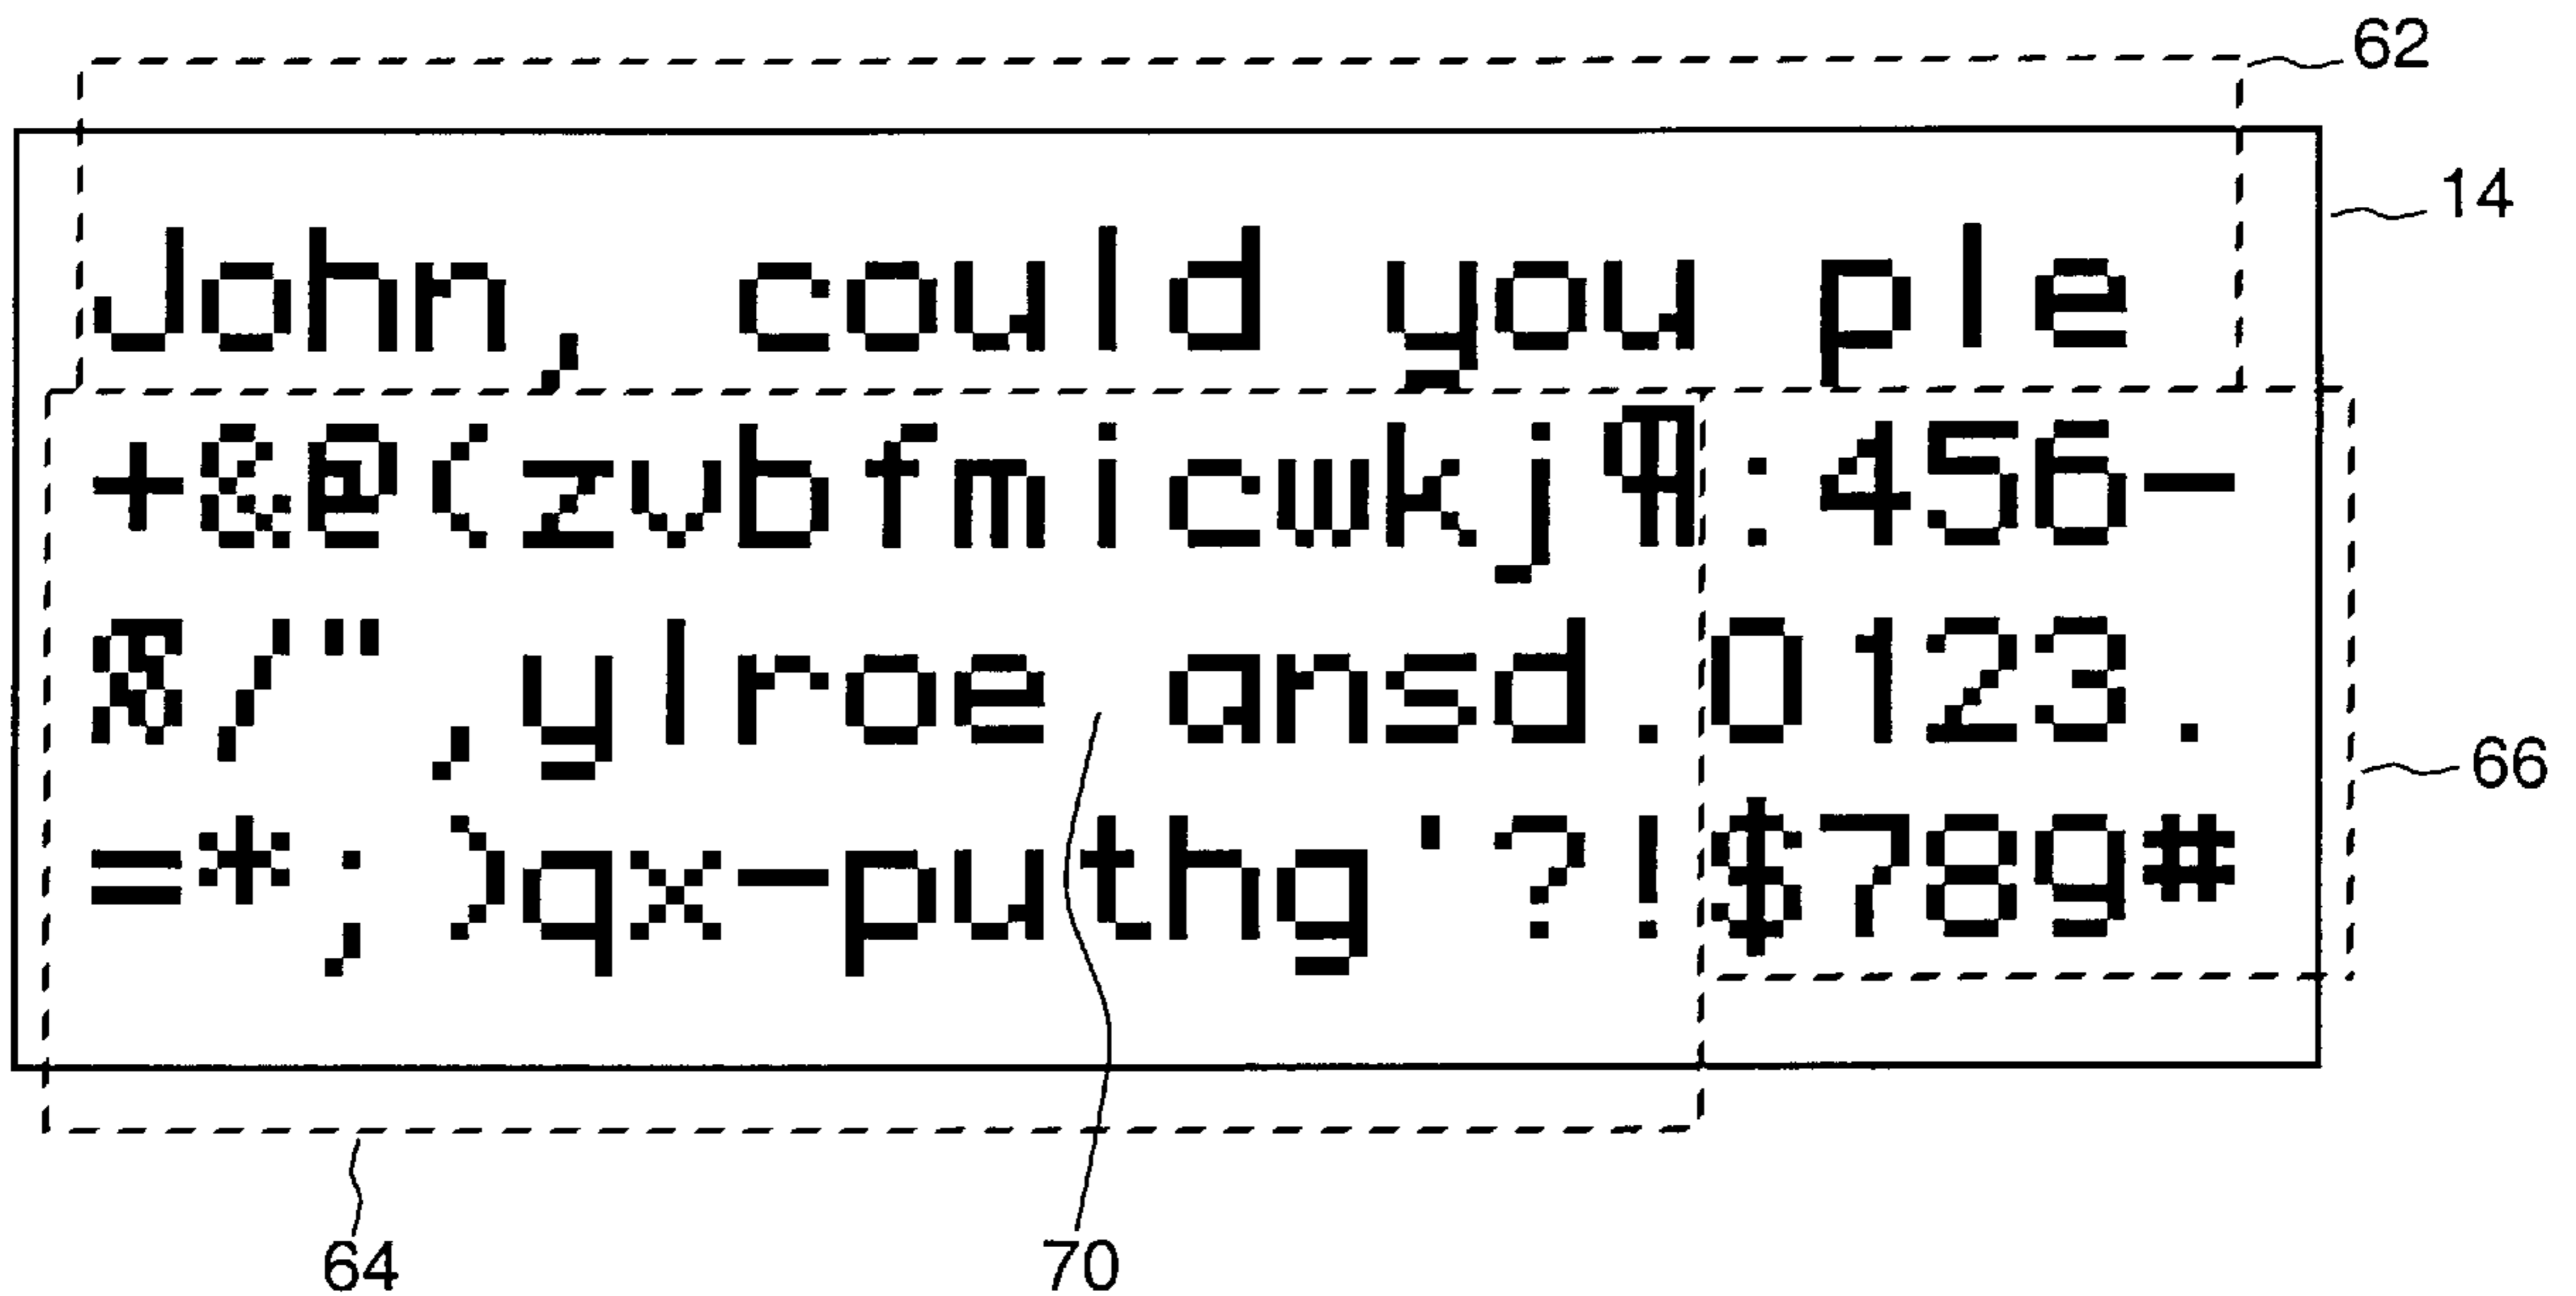 62
14
John, could you ple
+&@(zvbfmicwkj¶:456-
/" ,ylroe ansd.0123.
=*; )qx-puthg'?!$789#
66
64
70